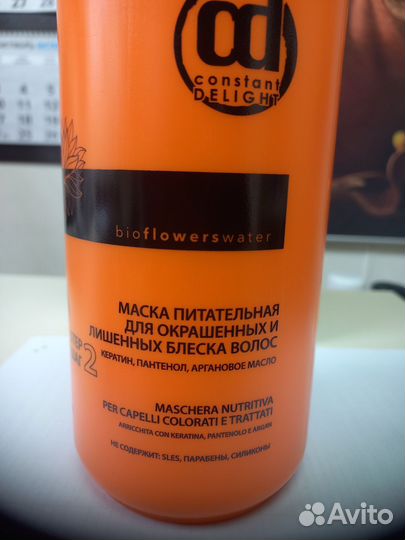 cd
constant
DELIGHT
bioflowerswater
МАСКА ПИТАТЕЛЬНАЯ
ДЛЯ ОКРАШЕННЫХ И
ЛИШЕННЫХ БЛЕСКА ВОЛОС
КЕРАТИН, ПАНТЕНОЛ, АРГАНОВОЕ МАСЛО
2
MASCHERA NUTRITIVA
PER CAPELLI COLORATI E TRATTATI
ARRICCHITA CON KERATINA, PANTENOLO E ARGAN
НЕ СОДЕРЖИТ: SLES, ПАРАБЕНЫ, СИЛИКОНЫ
Avito